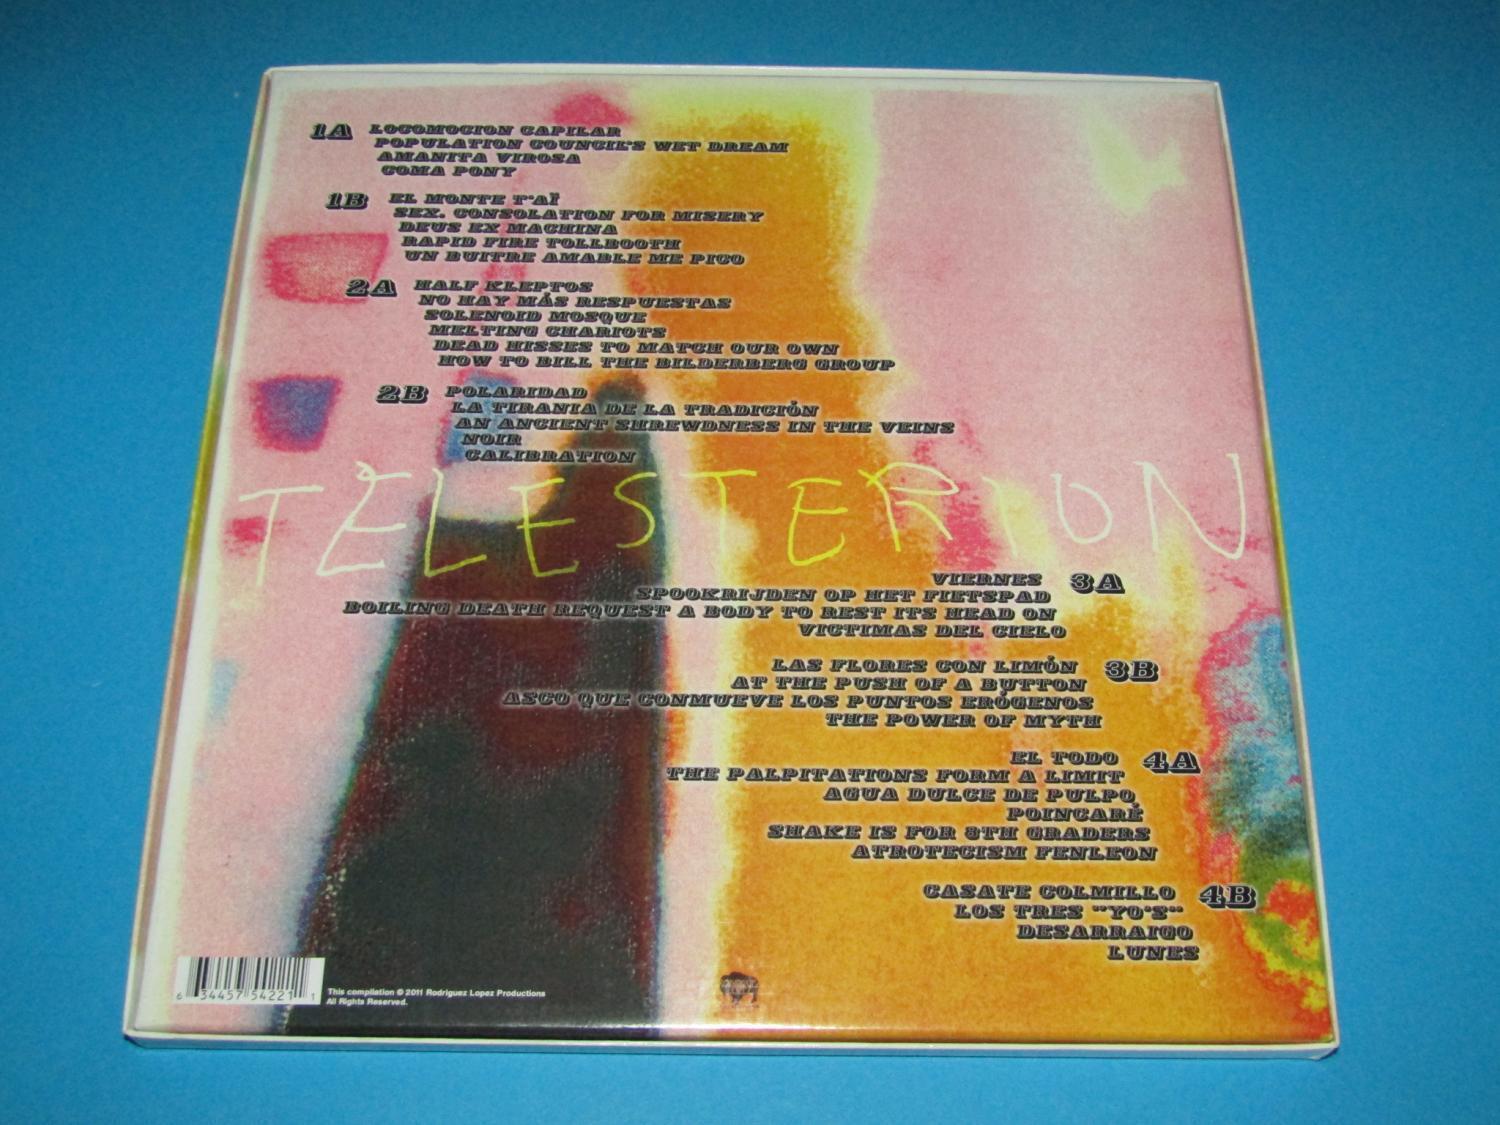 1A LOCOMOCION CAPILAR
POPULATION COUNCIL'S WET DREAM
AMANITA VIROSA
COMA PONY
1B EL MONTE T'AÏ
SEX, CONSOLATION FOR MISERY
DEUS EX MACHINA
RAPID FIRE TOLLBOOTH
UN BUITRE AMABLE ME PICO
2A HALF KLEPTOS
NO HAY MÁS RESPUESTAS
SOLENOID MOSQUE
MELTING CHARIOTS
DEAD HISSES TO MATCH OUR OWN
HOW TO BILL THE BILDERBERG GROUP
2B POLARIDAD
LA TIRANIA DE LA TRADICIÓN
AN ANCIENT SHREWDNESS IN THE VEINS
NOIR
CALIBRATION
TELESTERION
VIERNES 3A
SPOOKRIJDEN OP HET FIETSPAD
BOILING DEATH REQUEST A BODY TO REST ITS HEAD ON
VICTIMAS DEL CIELO
LAS FLORES CON LIMÓN 3B
AT THE PUSH OF A BUTTON
ASCO QUE CONMUEVE LOS PUNTOS ERÓGENOS
THE POWER OF MYTH
EL TODO 4A
THE PALPITATIONS FORM A LIMIT
AGUA DULCE DE PULPO
POINCARÉ
SHAKE IS FOR 8TH GRADERS
ATROTECISM FENLEON
CASATE COLMILLO 4B
LOS TRES "YO'S"
DESARRAIGO
LUNES
6 34457 54221 1
This compilation © 2011 Rodriguez Lopez Productions
All Rights Reserved.